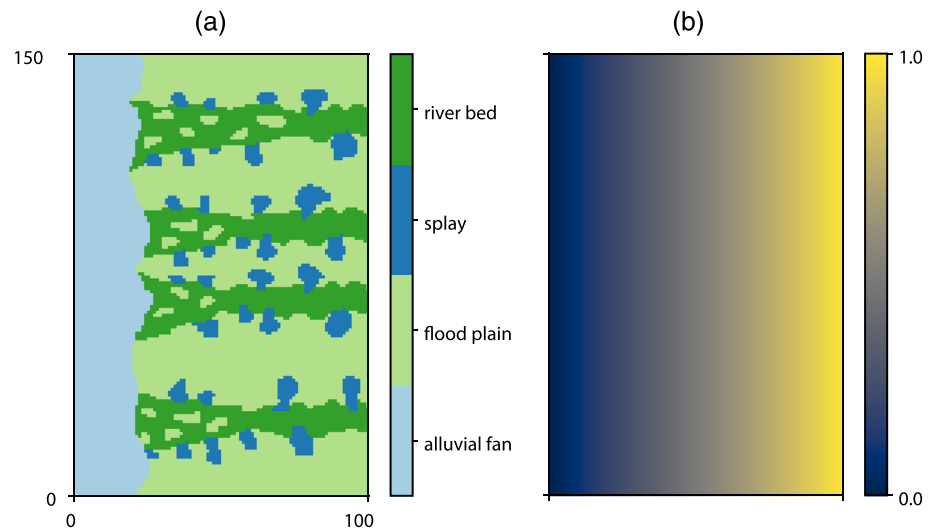 (a)
(b)
150
0
0
100
river bed
splay
flood plain
alluvial fan
1.0
0.0